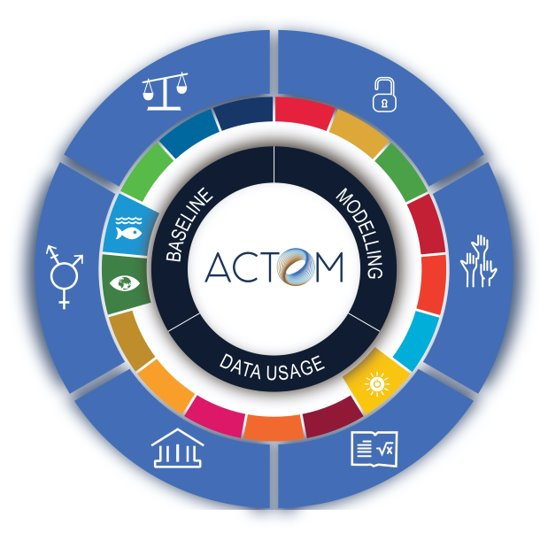 BASELINE
MODELLING
ACTOM
DATA USAGE
√x